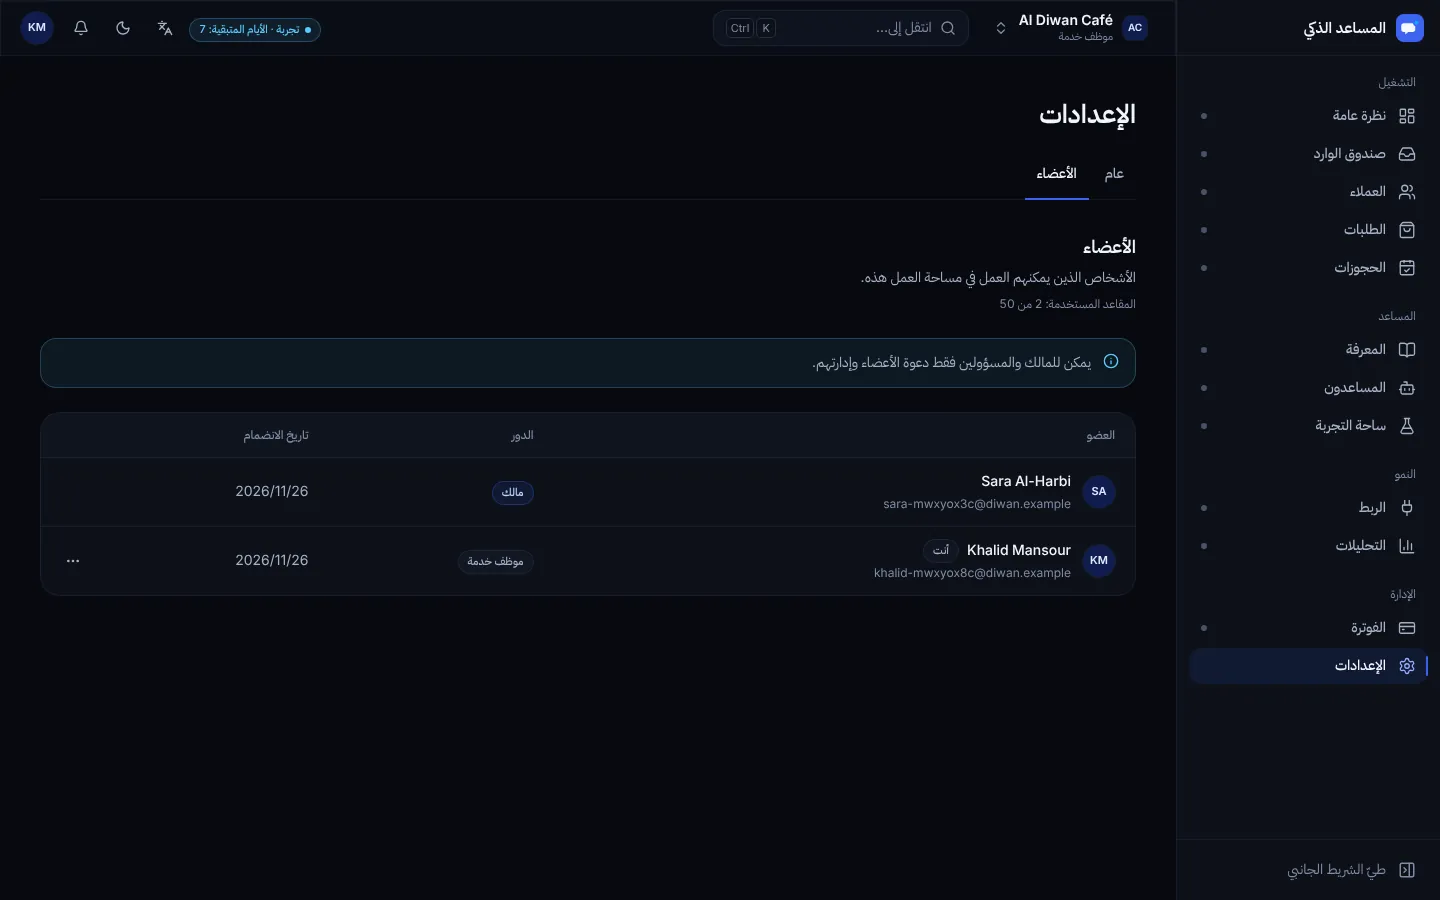 المساعد الذكي
التشغيل
نظرة عامة
صندوق الوارد
العملاء
الطلبات
الحجوزات
المساعد
المعرفة
المساعدون
ساحة التجربة
النمو
الربط
التحليلات
الإدارة
الفوترة
الإعدادات
طيّ الشريط الجانبي
AC
Al Diwan Café
موظف خدمة
انتقل إلى...
Ctrl K
تجربة · الأيام المتبقية: 7
KM
الإعدادات
عام
الأعضاء
الأعضاء
الأشخاص الذين يمكنهم العمل في مساحة العمل هذه.
المقاعد المستخدمة: 2 من 50
يمكن للمالك والمسؤولين فقط دعوة الأعضاء وإدارتهم.
العضو الدور تاريخ الانضمام
SA
Sara Al-Harbi
sara-mwxyox3c@diwan.example
مالك
2026/11/26
KM
Khalid Mansour أنت
khalid-mwxyox8c@diwan.example
موظف خدمة
2026/11/26